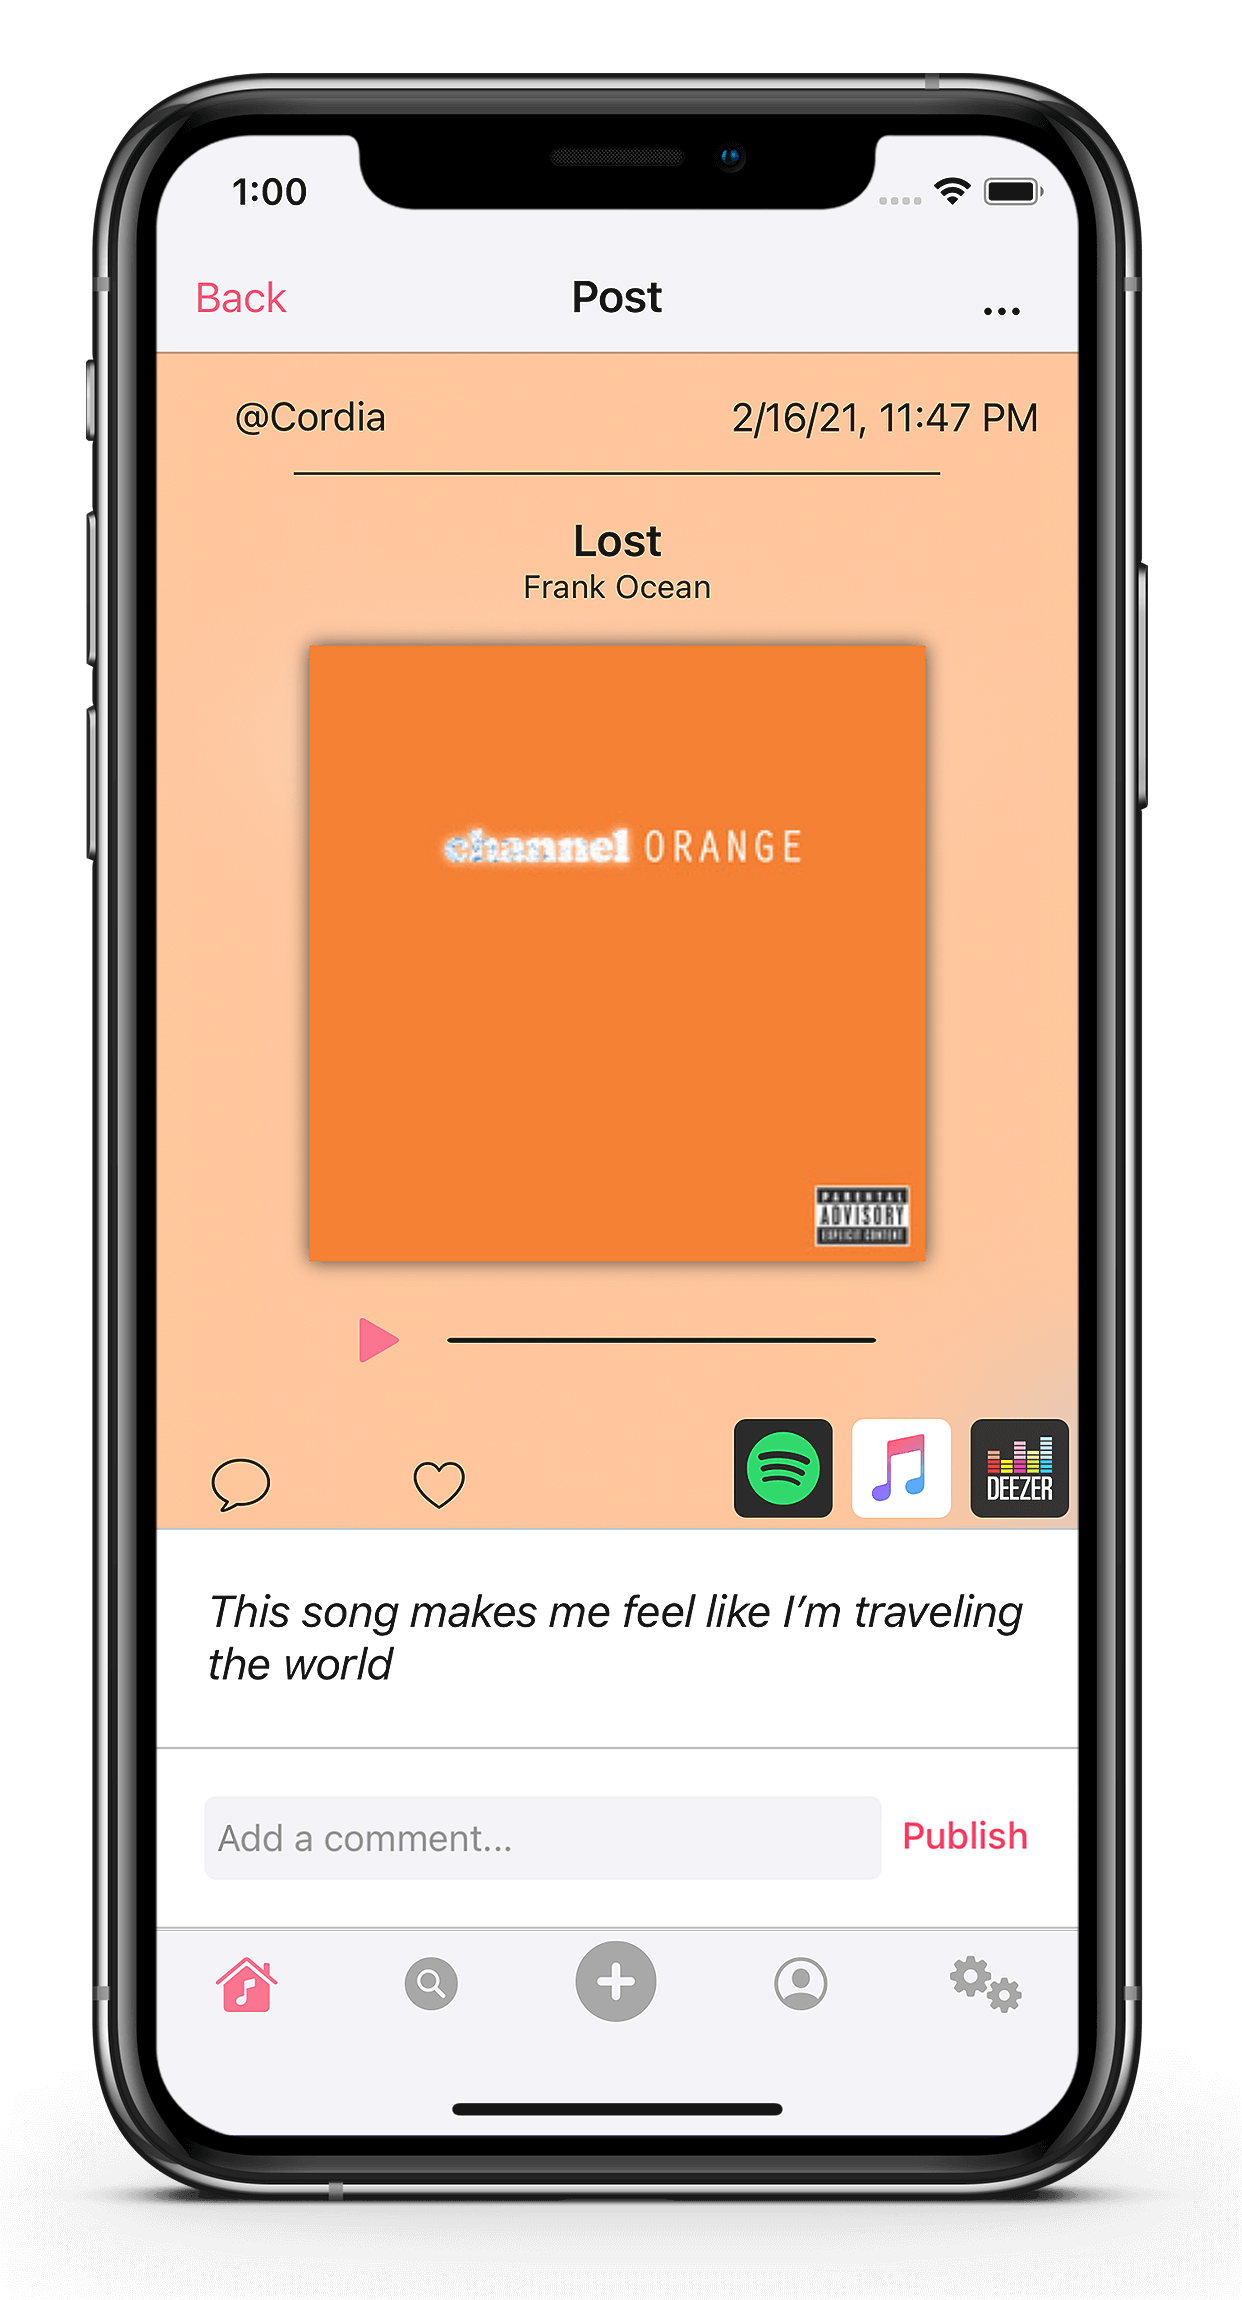 1:00
Back
Post
...
@Cordia
2/16/21, 11:47 PM
Lost
Frank Ocean
channel ORANGE
PARENTAL
ADVISORY
EXPLICIT CONTENT
DEEZER
This song makes me feel like I’m traveling
the world
Add a comment...
Publish